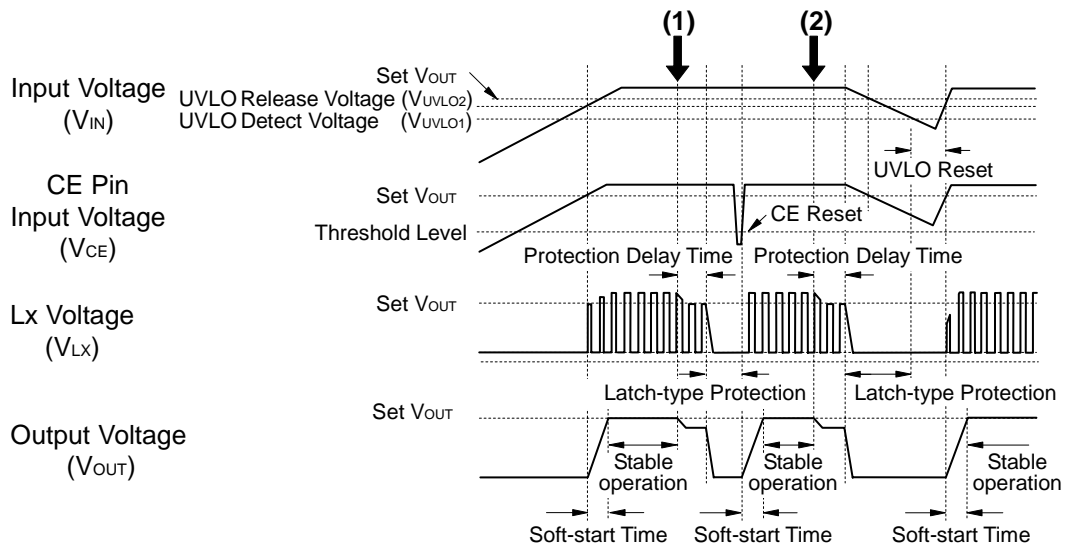 (1)
(2)
Input Voltage
(VIN)
Set VOUT
UVLO Release Voltage (VUVLO2)
UVLO Detect Voltage (VUVLO1)
UVLO Reset
CE Pin
Input Voltage
(VCE)
Set VOUT
Threshold Level
CE Reset
Protection Delay Time
Protection Delay Time
Lx Voltage
(VLX)
Set VOUT
Latch-type Protection
Latch-type Protection
Output Voltage
(VOUT)
Set VOUT
Stable
operation
Stable
operation
Stable
operation
Soft-start Time
Soft-start Time
Soft-start Time